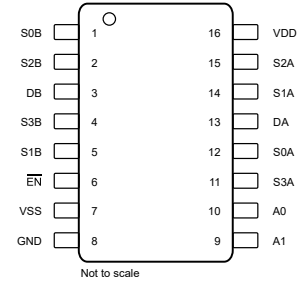 S0B 1 16 VDD
S2B 2 15 S2A
DB 3 14 S1A
S3B 4 13 DA
S1B 5 12 S0A
EN 6 11 S3A
VSS 7 10 A0
GND 8 9 A1
Not to scale